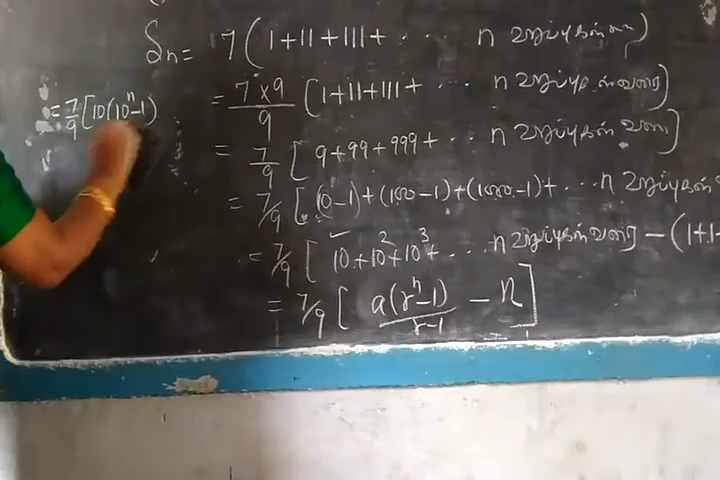 Sn = 7(1+11+111+ ... n உறுப்புகள் வரை)
= 7×9/9 (1+11+111+ ... n உறுப்புகள் வரை)
= 7/9 [9+99+999+ ... n உறுப்புகள் வரை]
= 7/9 [(10-1)+(100-1)+(1000-1)+ ... n உறுப்புகள்
= 7/9 [10+10²+10³+ ... n உறுப்புகள் வரை - (1+1+
= 7/9 [a(rⁿ-1)/r-1 - n]
= 7/9 [10(10ⁿ-1)